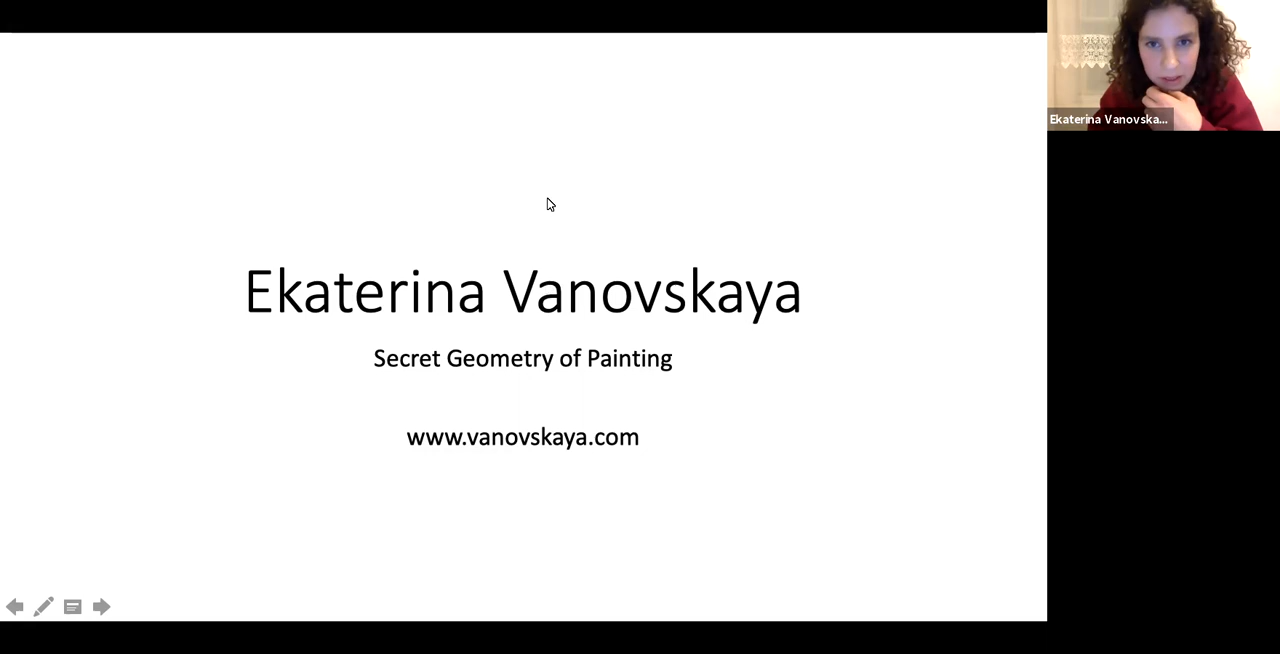 Ekaterina Vanovskaya
Secret Geometry of Painting
www.vanovskaya.com
Ekaterina Vanovska...